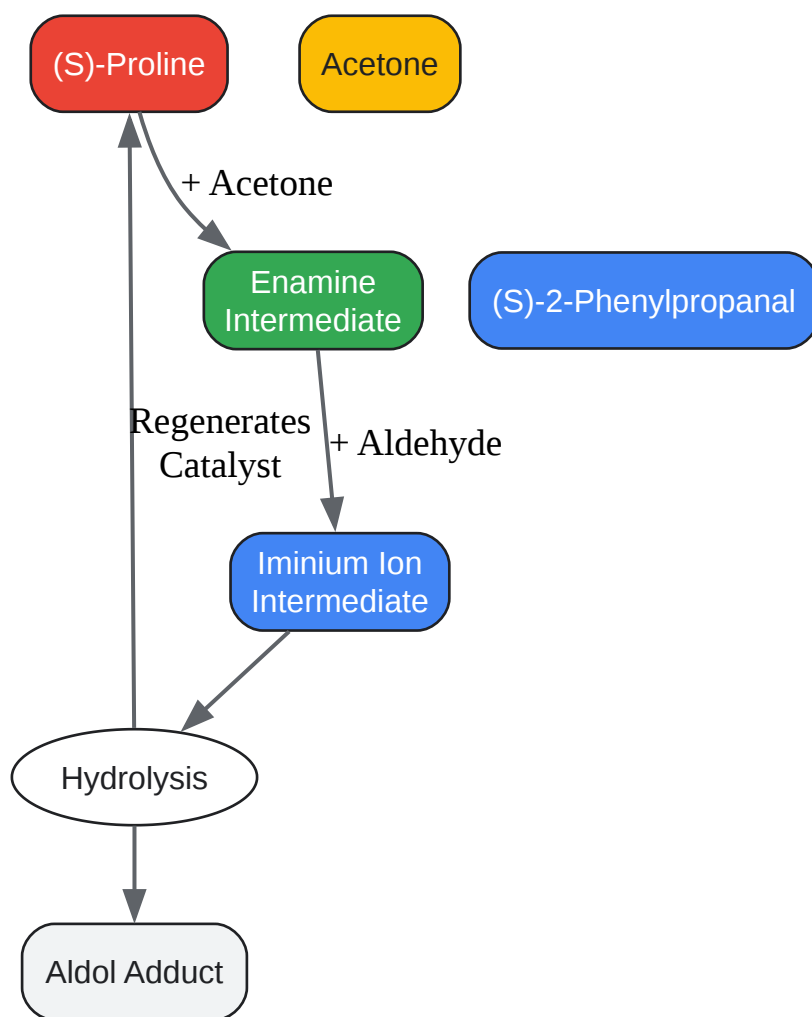 (S)-Proline
Acetone
+ Acetone
Enamine
Intermediate
(S)-2-Phenylpropanal
Regenerates
Catalyst
+ Aldehyde
Iminium Ion
Intermediate
Hydrolysis
Aldol Adduct